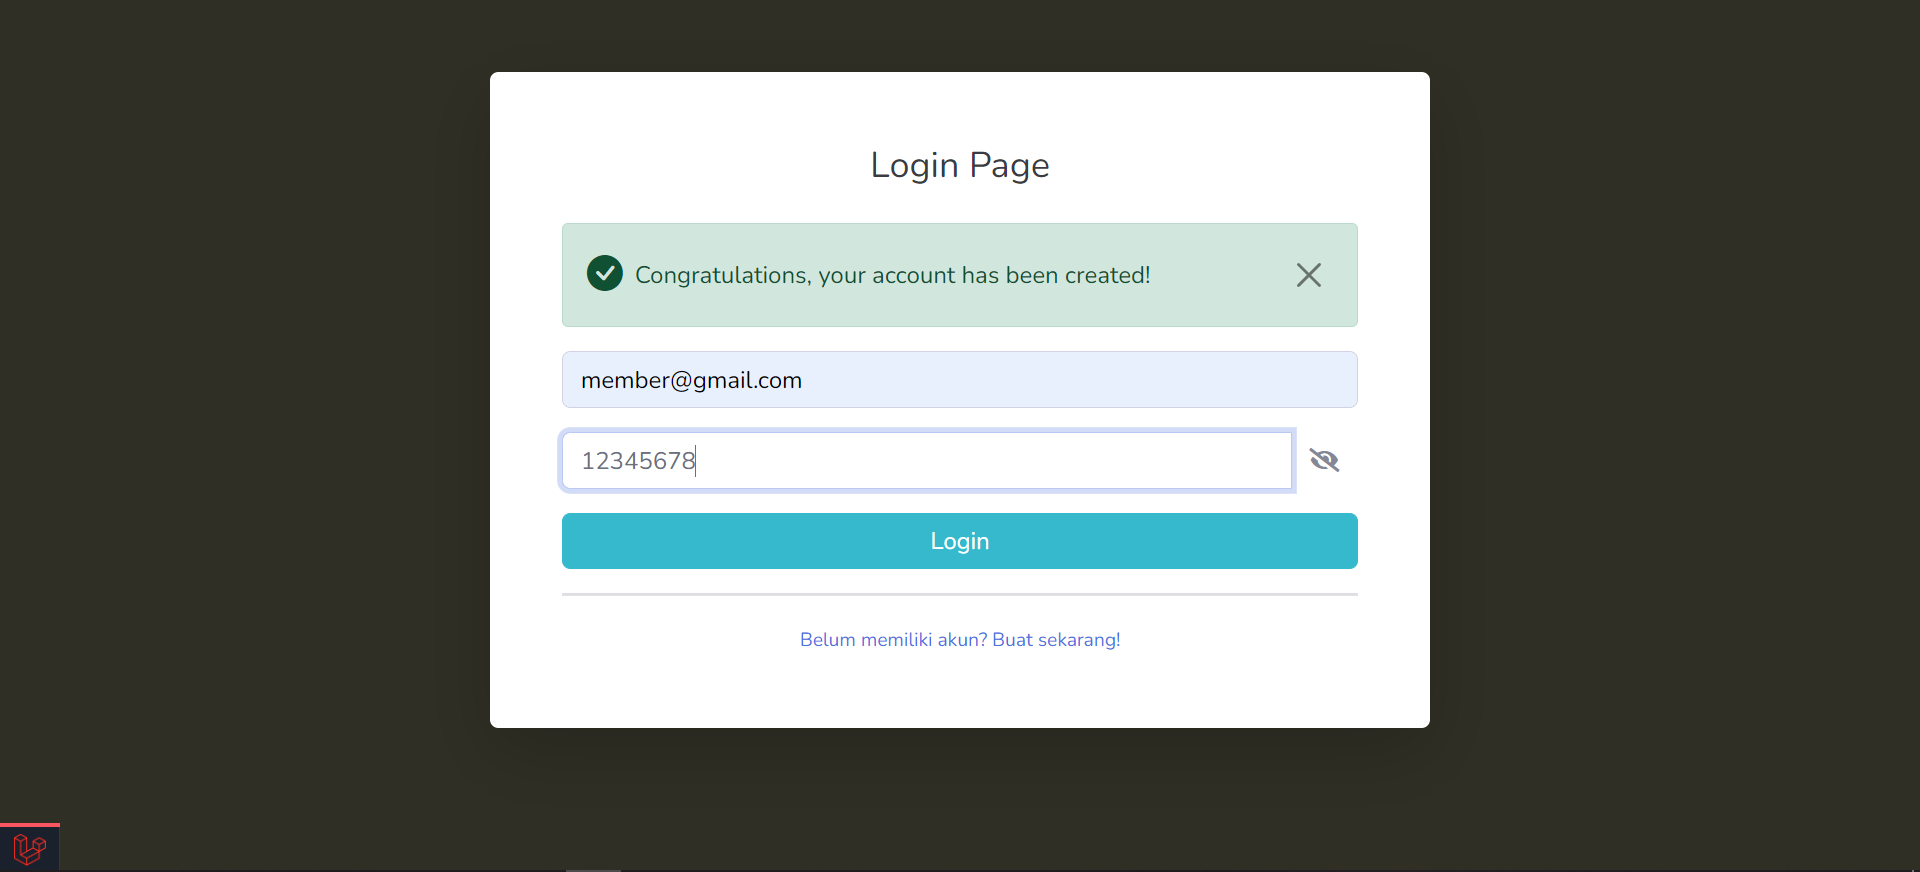 Login Page
Congratulations, your account has been created!
member@gmail.com
12345678
Login
Belum memiliki akun? Buat sekarang!